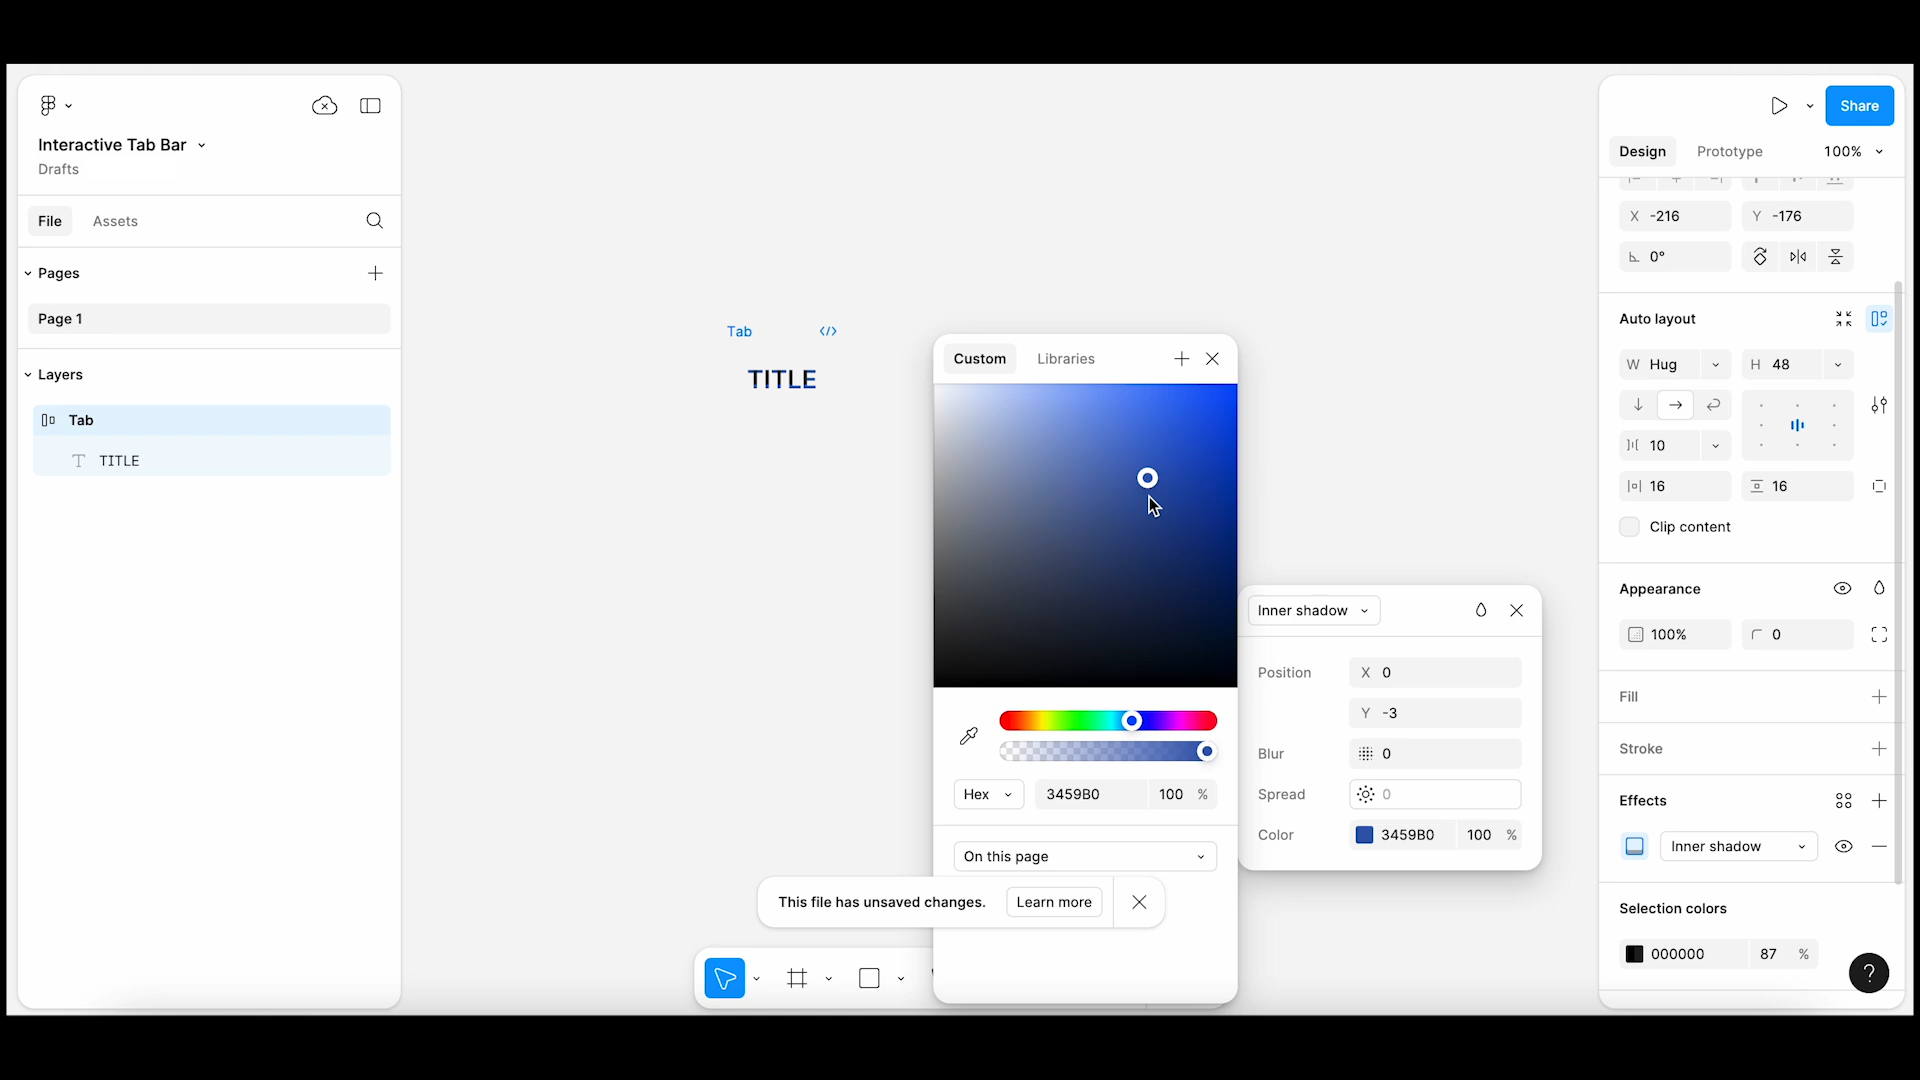 Interactive Tab Bar
Drafts
File
Assets
Pages
Page 1
Layers
Tab
TITLE
Tab
</>
TITLE
Custom
Libraries
Hex
3459B0
100 %
On this page
This file has unsaved changes.
Learn more
Inner shadow
Position
X 0
Y -3
Blur
0
Spread
0
Color
3459B0
100 %
Share
Design
Prototype
100%
X -216
Y -176
0°
Auto layout
W Hug
H 48
10
16
16
Clip content
Appearance
100%
0
Fill
Stroke
Effects
Inner shadow
Selection colors
000000
87 %
?